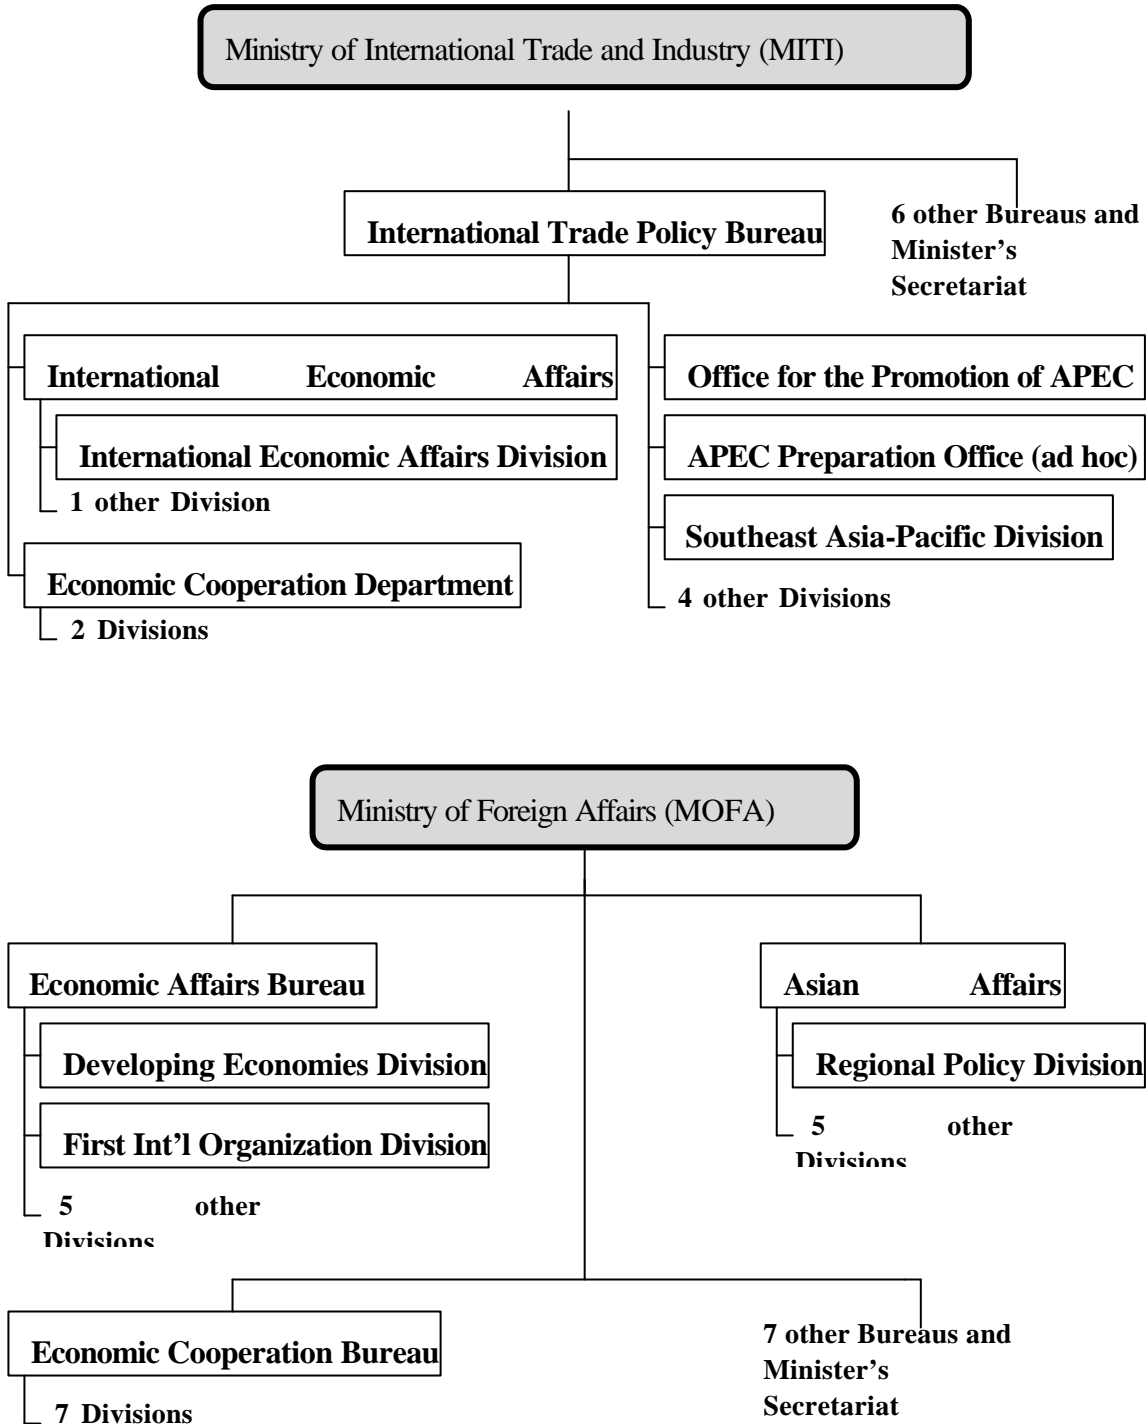 Ministry of International Trade and Industry (MITI)
International Trade Policy Bureau
6 other Bureaus and
Minister’s
Secretariat
International Economic Affairs
International Economic Affairs Division
1 other Division
Economic Cooperation Department
2 Divisions
Office for the Promotion of APEC
APEC Preparation Office (ad hoc)
Southeast Asia-Pacific Division
4 other Divisions
Ministry of Foreign Affairs (MOFA)
Economic Affairs Bureau
Developing Economies Division
First Int’l Organization Division
5 other
Divisions
Asian Affairs
Regional Policy Division
5 other
Divisions
Economic Cooperation Bureau
7 Divisions
7 other Bureaus and
Minister’s
Secretariat